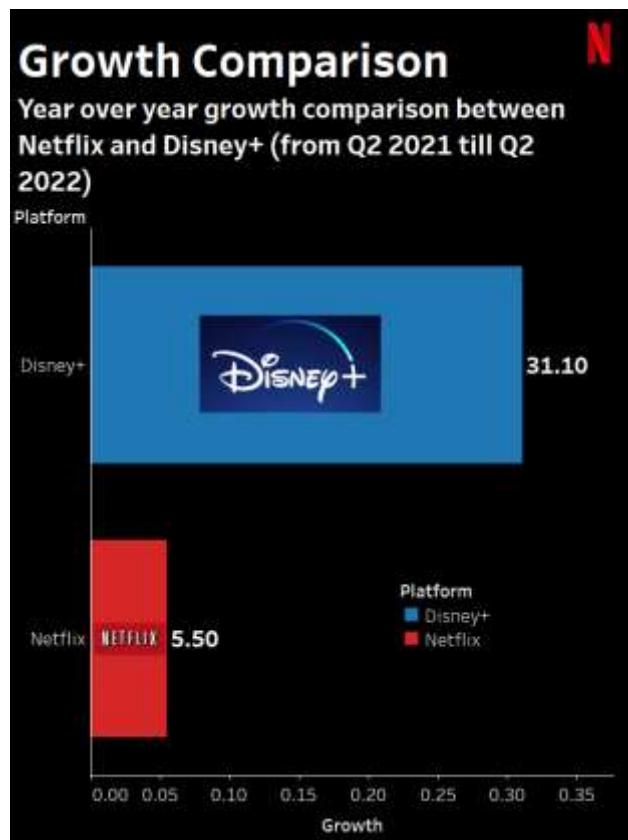 N
Growth Comparison
Year over year growth comparison between
Netflix and Disney+ (from Q2 2021 till Q2
2022)
Platform
Disney+
Disney+
31.10
Netflix
NETFLIX
5.50
Platform
Disney+
Netflix
0.00 0.05 0.10 0.15 0.20 0.25 0.30 0.35
Growth